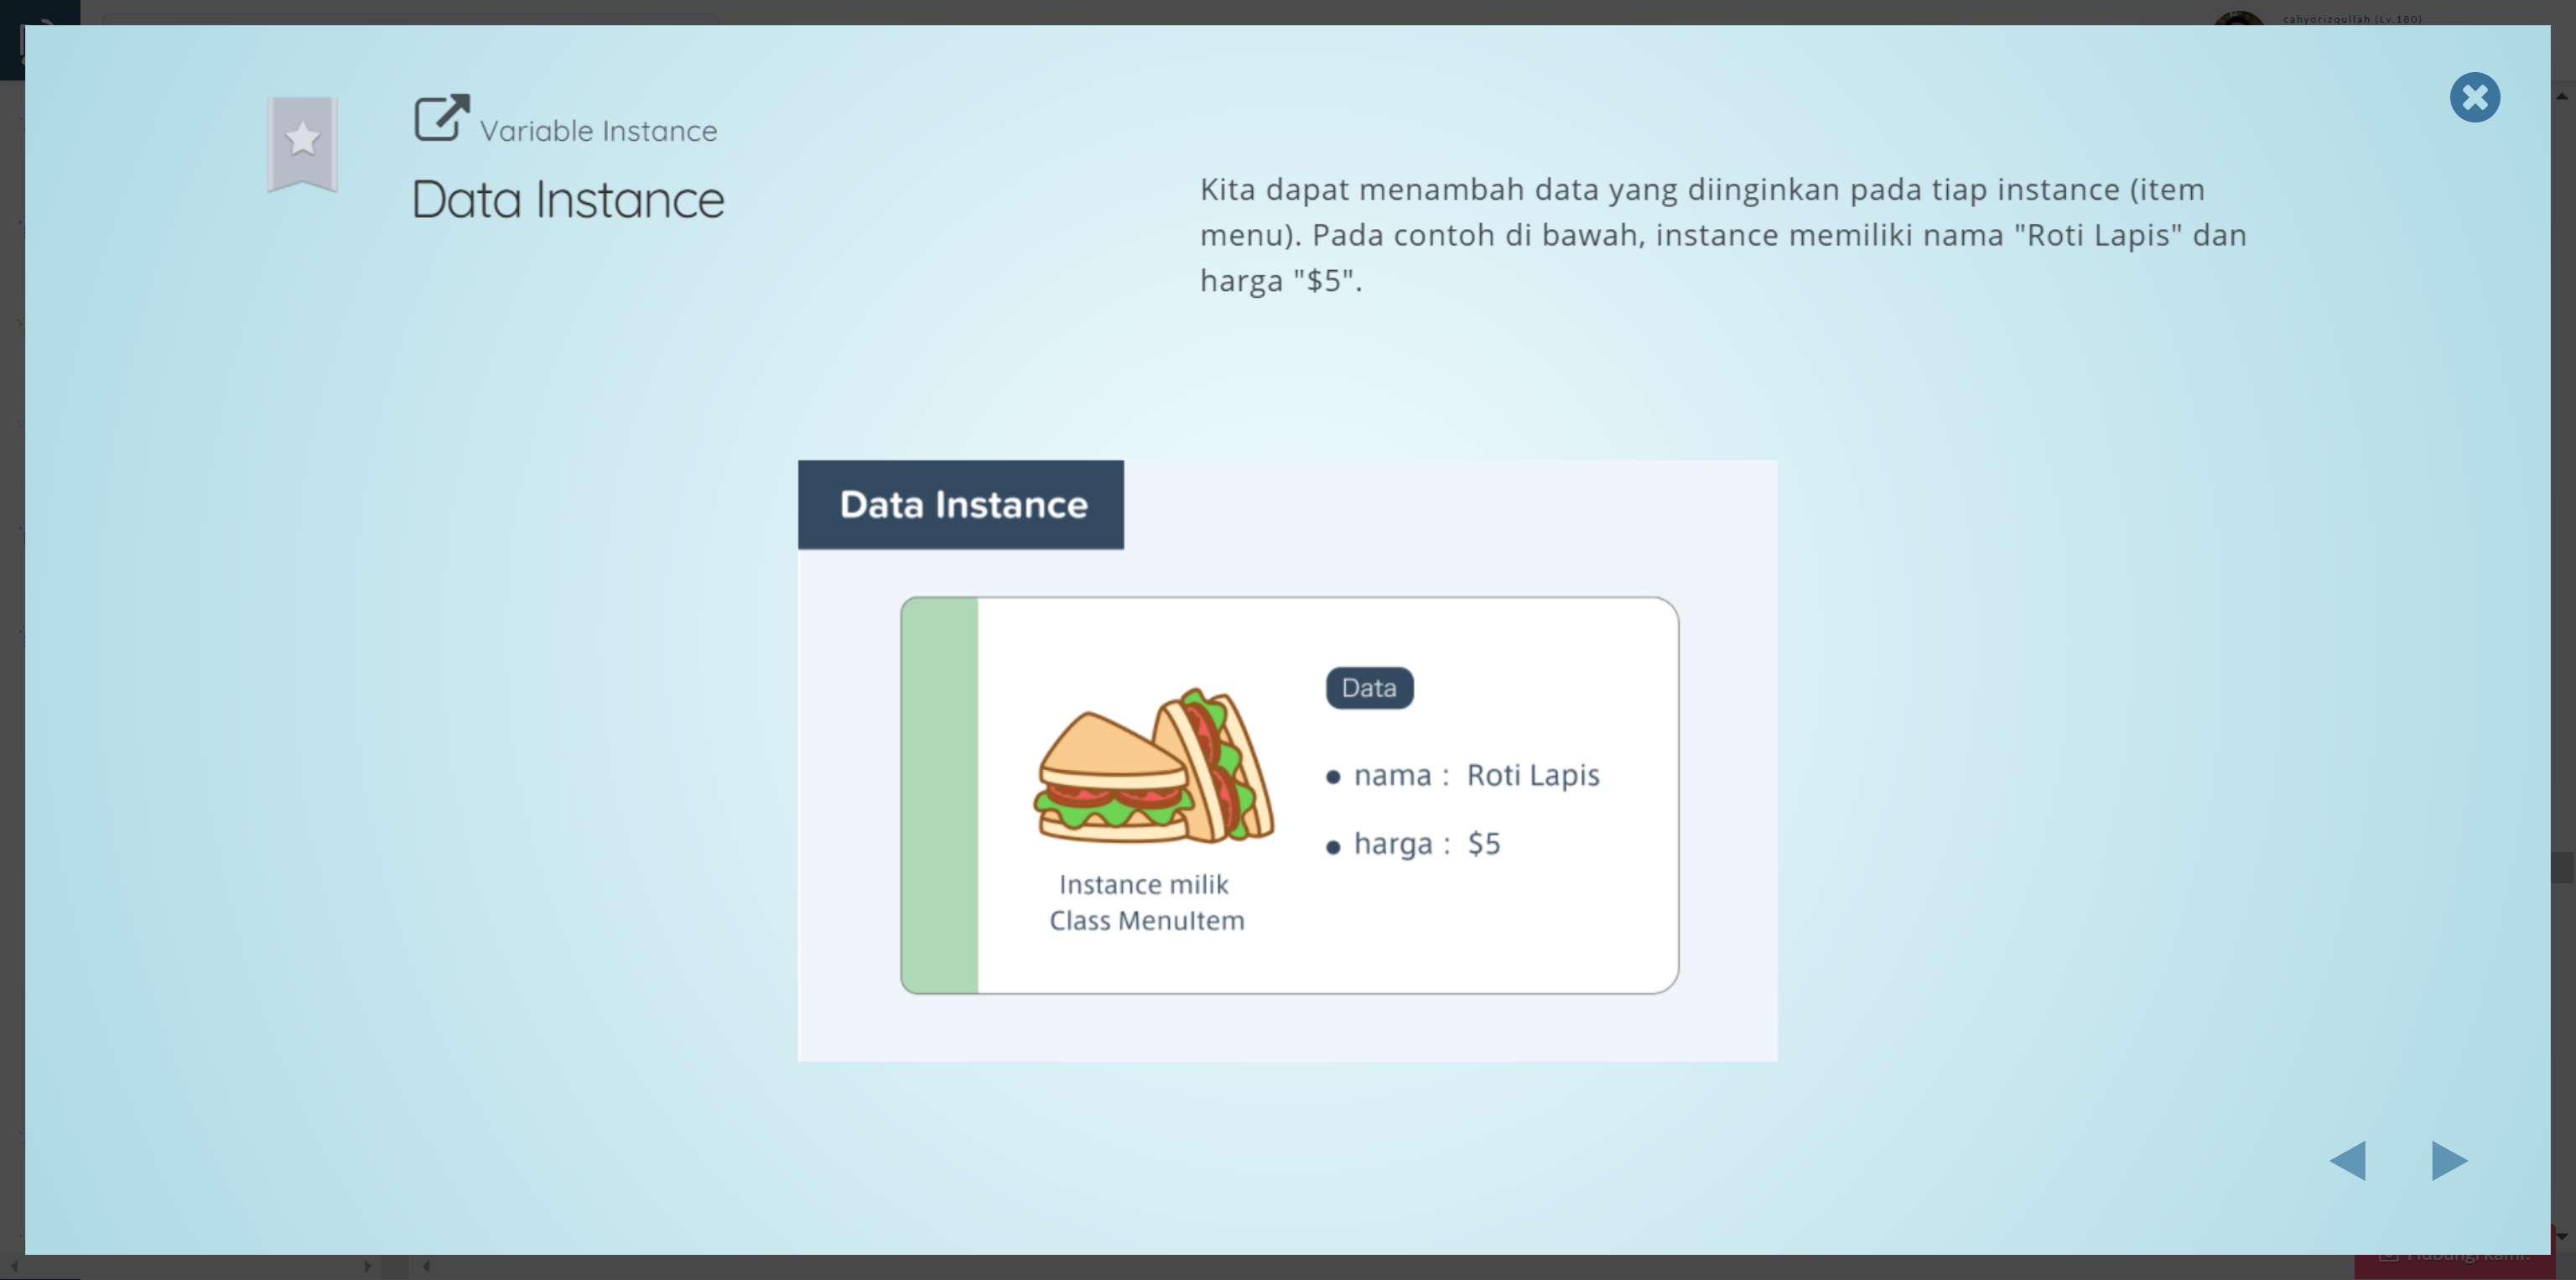 cahyorizqullah (Lv.180)
Variable Instance
Data Instance
Kita dapat menambah data yang diinginkan pada tiap instance (item
menu). Pada contoh di bawah, instance memiliki nama "Roti Lapis" dan
harga "$5".
Data Instance
Data
nama : Roti Lapis
harga : $5
Instance milik
Class MenuItem
Hubungi kami!